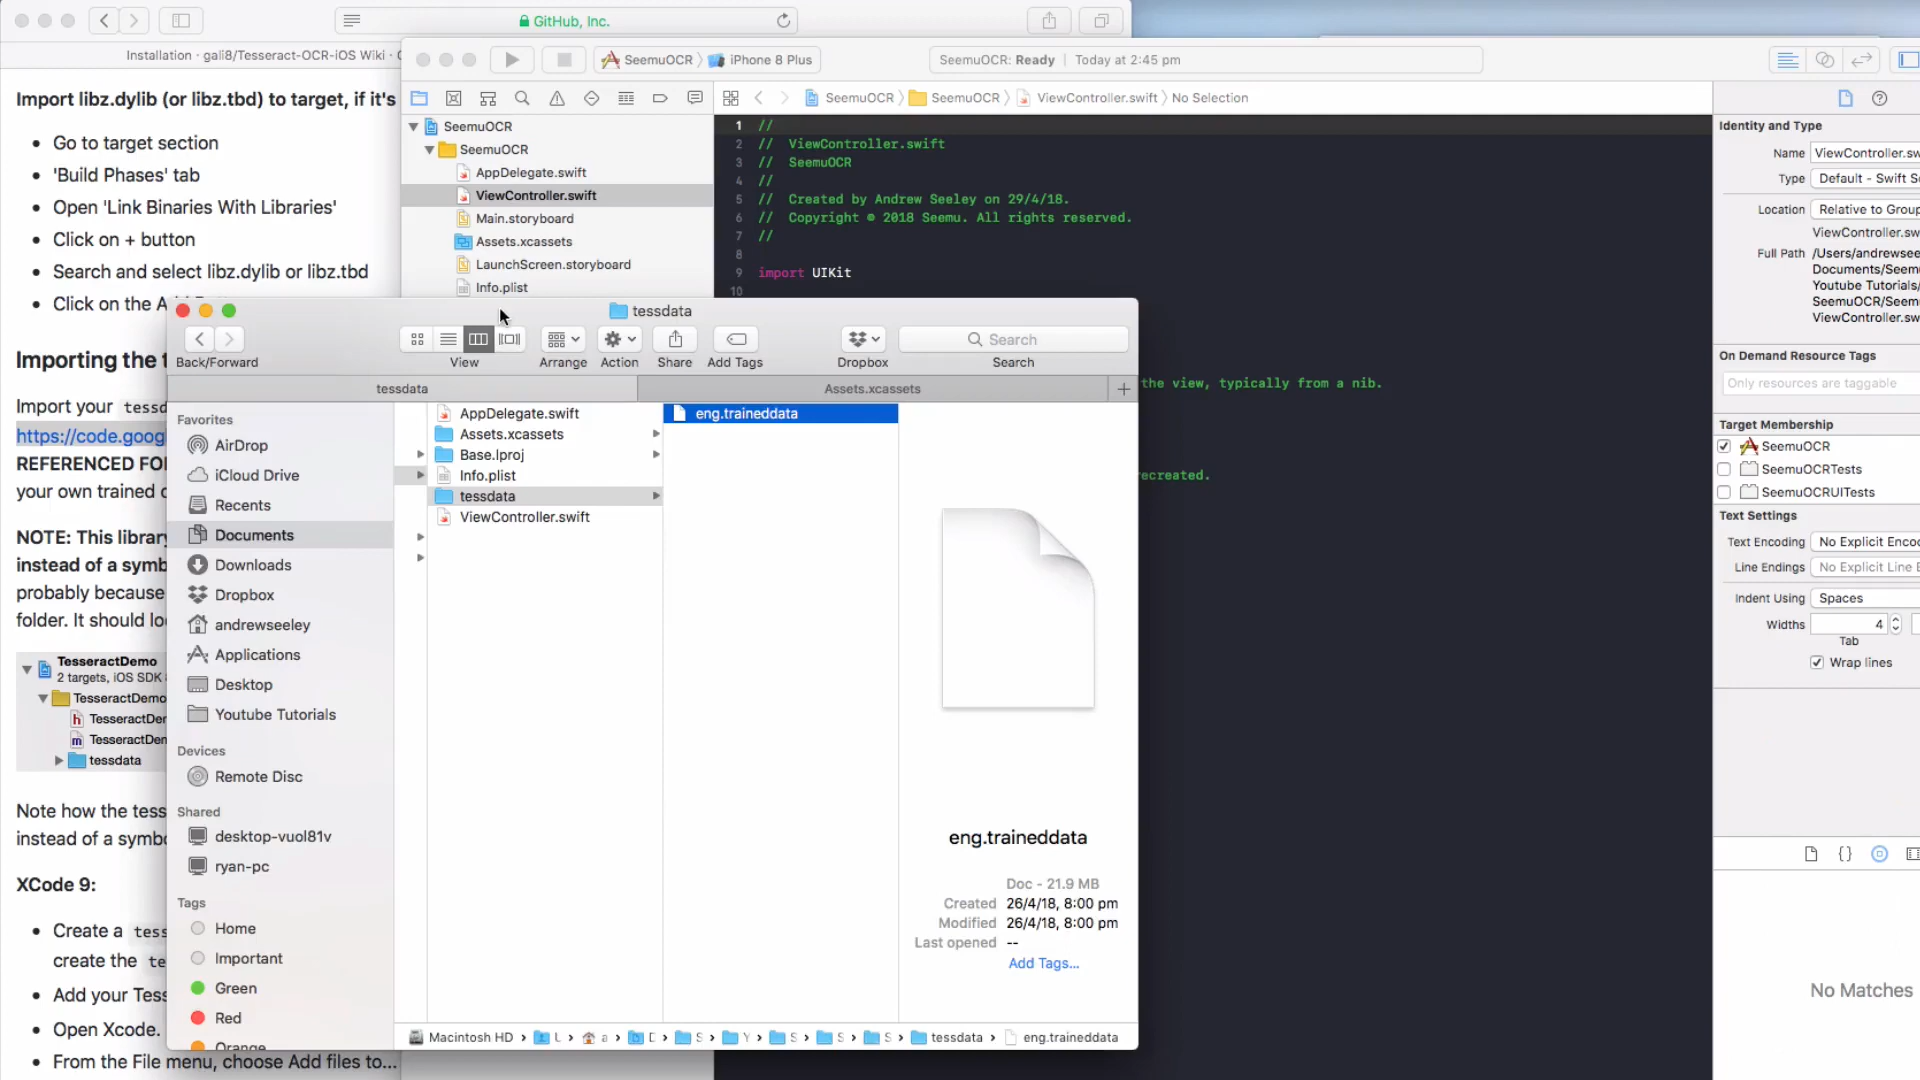 GitHub, Inc.
Installation · gali8/Tesseract-OCR-iOS Wiki ·
Import libz.dylib (or libz.tbd) to target, if it's
• Go to target section
• 'Build Phases' tab
• Open 'Link Binaries With Libraries'
• Click on + button
• Search and select libz.dylib or libz.tbd
• Click on the
Importing the
Import your
https://code.goog
REFERENCED
your own trained
NOTE: This library
instead of a
probably because
folder. It should
TesseractDemo
2 targets, iOS SDK
TesseractDemo
tessdata
Note how the
instead of a
XCode 9:
• Create a
create the
• Add your
• Open Xcode.
• From the File menu, choose Add files to...
SeemuOCR
iPhone 8 Plus
SeemuOCR: Ready | Today at 2:45 pm
SeemuOCR
SeemuOCR
ViewController.swift
No Selection
SeemuOCR
SeemuOCR
AppDelegate.swift
ViewController.swift
Main.storyboard
Assets.xcassets
LaunchScreen.storyboard
Info.plist
1 //
2 // ViewController.swift
3 // SeemuOCR
4 //
5 // Created by Andrew Seeley on 29/4/18.
6 // Copyright © 2018 Seemu. All rights reserved.
7 //
8
9 import UIKit
10
the view, typically from a nib.
recreated.
tessdata
Back/Forward
View
Arrange
Action
Share
Add Tags
Dropbox
Search
Search
tessdata
Assets.xcassets
Favorites
AirDrop
iCloud Drive
Recents
Documents
Downloads
Dropbox
andrewseeley
Applications
Desktop
Youtube Tutorials
Devices
Remote Disc
Shared
desktop-vuol81v
ryan-pc
Tags
Home
Important
Green
Red
Orange
AppDelegate.swift
Assets.xcassets
Base.lproj
Info.plist
tessdata
ViewController.swift
eng.traineddata
eng.traineddata
Doc - 21.9 MB
Created 26/4/18, 8:00 pm
Modified 26/4/18, 8:00 pm
Last opened --
Add Tags...
Macintosh HD
tessdata
eng.traineddata
Identity and Type
Name ViewController.sw
Type Default - Swift So
Location Relative to Group
ViewController.sw
Full Path /Users/andrewsee
Documents/Seem
Youtube Tutorials/
SeemuOCR/Seem
ViewController.sw
On Demand Resource Tags
Only resources are taggable
Target Membership
SeemuOCR
SeemuOCRTests
SeemuOCRUITests
Text Settings
Text Encoding No Explicit Enco
Line Endings No Explicit Line E
Indent Using Spaces
Widths 4
Tab
Wrap lines
No Matches